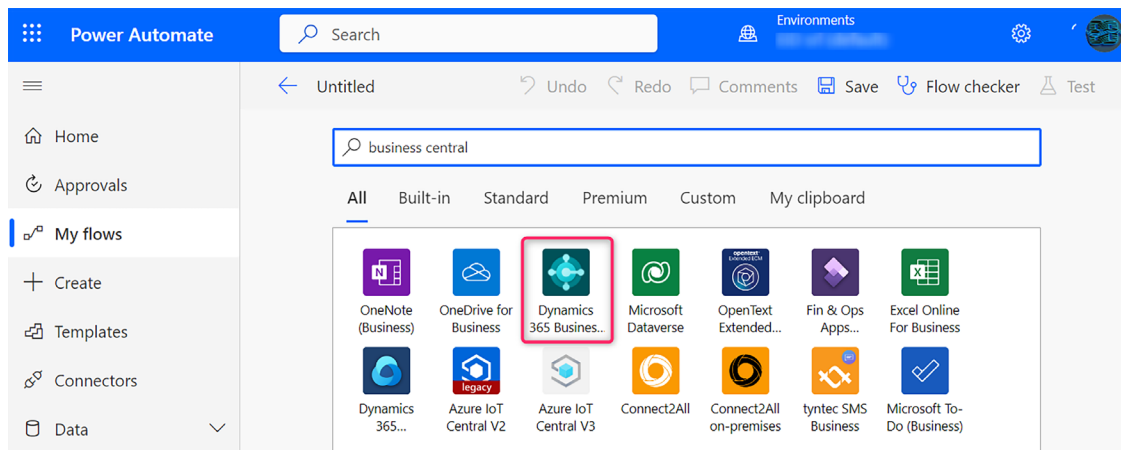 Power Automate
Search
Environments
Untitled
Undo
Redo
Comments
Save
Flow checker
Test
Home
Approvals
My flows
Create
Templates
Connectors
Data
business central
All
Built-in
Standard
Premium
Custom
My clipboard
N
opentext
Extended ECM
X
OneNote
(Business)
OneDrive for
Business
Dynamics
365 Busines...
Microsoft
Dataverse
OpenText
Extended...
Fin & Ops
Apps...
Excel Online
For Business
legacy
Dynamics
365...
Azure IoT
Central V2
Azure IoT
Central V3
Connect2All
Connect2All
on-premises
tyntec SMS
Business
Microsoft To-
Do (Business)